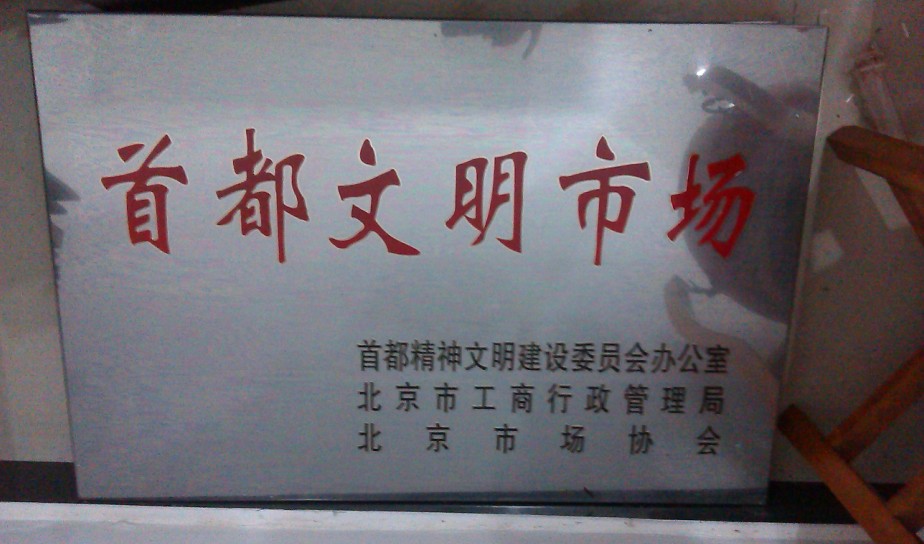 首都文明市场
首都精神文明建设委员会办公室
北京市工商行政管理局
北京市场协会